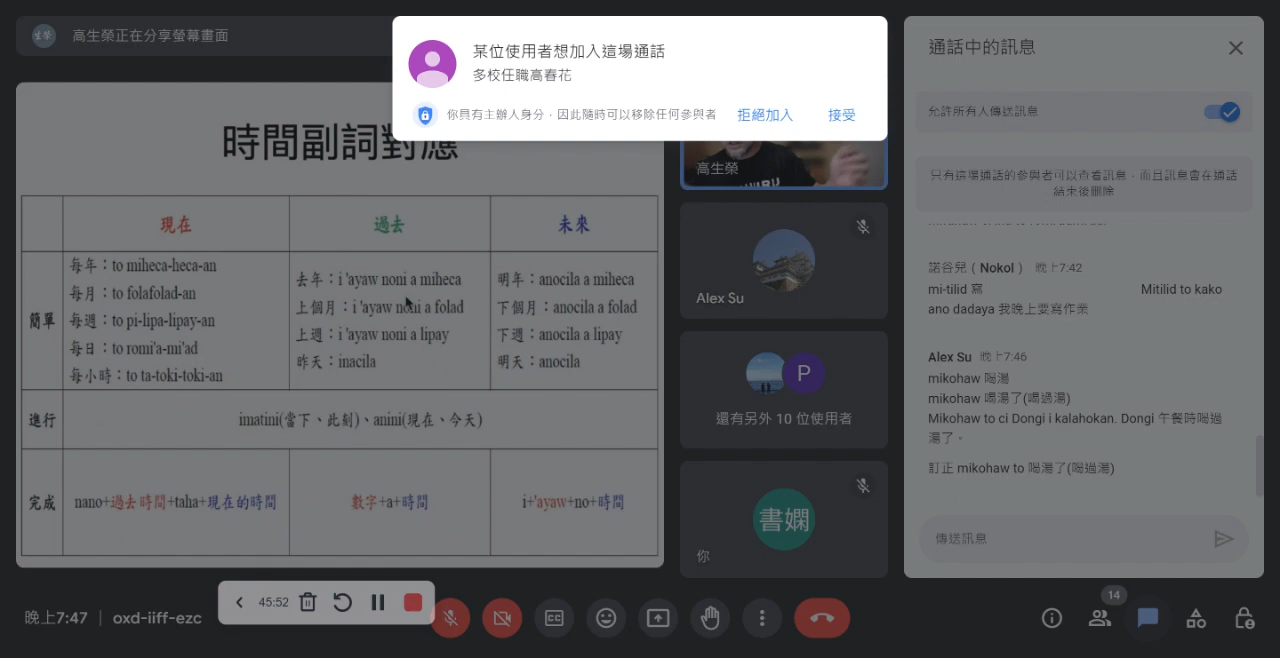 高生榮正在分享螢幕畫面
某位使用者想加入這場通話
多校任職高春花
你具有主辦人身分，因此隨時可以移除任何參與者
拒絕加入
接受
時間副詞對應
現在
過去
未來
簡單
每年：to miheca-heca-an
每月：to folafolad-an
每週：to pi-lipa-lipay-an
每日：to romi'a-mi'ad
每小時：to ta-toki-toki-an
去年：i 'ayaw noni a miheca
上個月：i 'ayaw noni a folad
上週：i 'ayaw noni a lipay
昨天：inacila
明年：anocila a miheca
下個月：anocila a folad
下週：anocila a lipay
明天：anocila
進行
imatini(當下、此刻)、anini(現在、今天)
完成
nano+過去時間+taha+現在的時間
數字+a+時間
i+'ayaw+no+時間
高生榮
Alex Su
P
還有另外 10 位使用者
書嫻
你
通話中的訊息
允許所有人傳送訊息
只有這場通話的參與者可以查看訊息，而且訊息會在通話
結束後刪除
諾谷兒（Nokol） 晚上7:42
mi-tilid 寫 Mitilid to kako
ano dadaya 我晚上要寫作業
Alex Su 晚上7:46
mikohaw 喝湯
mikohaw 喝湯了(喝過湯)
Mikohaw to ci Dongi i kalahokan. Dongi 午餐時喝過
湯了。
訂正 mikohaw to 喝湯了(喝過湯)
傳送訊息
晚上7:47 | oxd-iiff-ezc
45:52
14